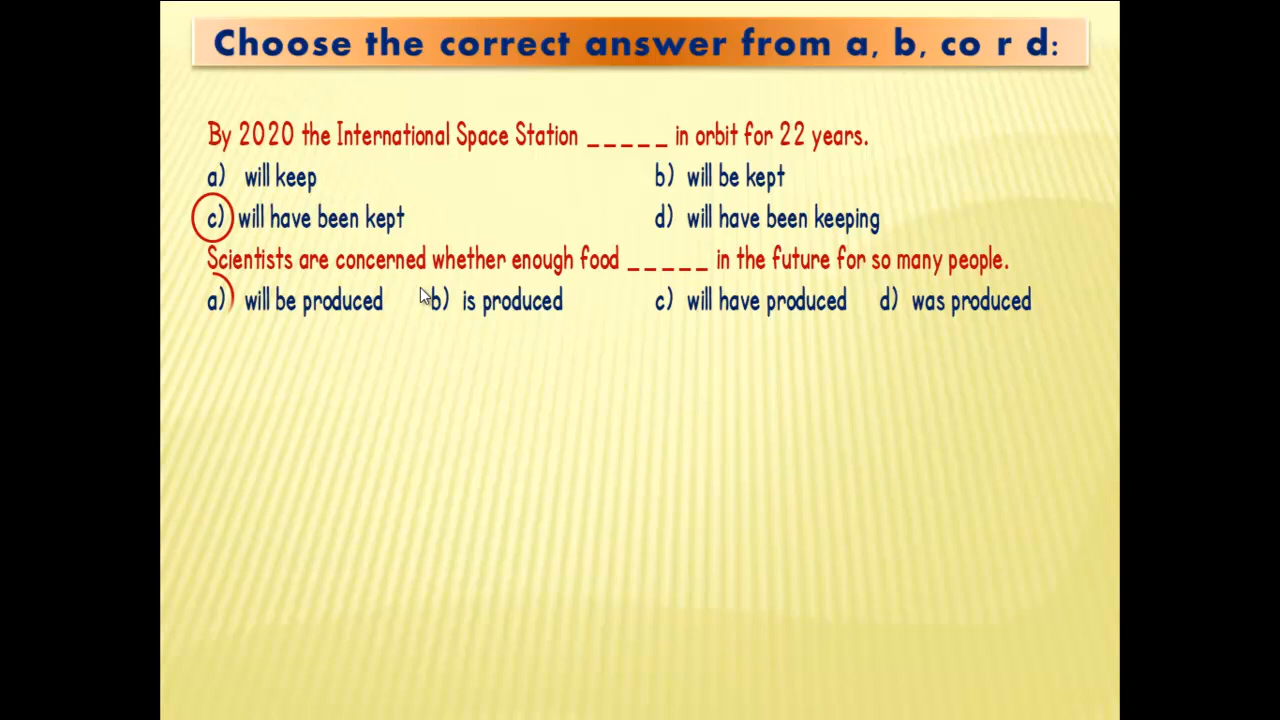 Choose the correct answer from a, b, co r d:
By 2020 the International Space Station _ _ _ _ _ in orbit for 22 years.
a) will keep b) will be kept
c) will have been kept d) will have been keeping
Scientists are concerned whether enough food _ _ _ _ _ in the future for so many people.
a) will be produced b) is produced c) will have produced d) was produced